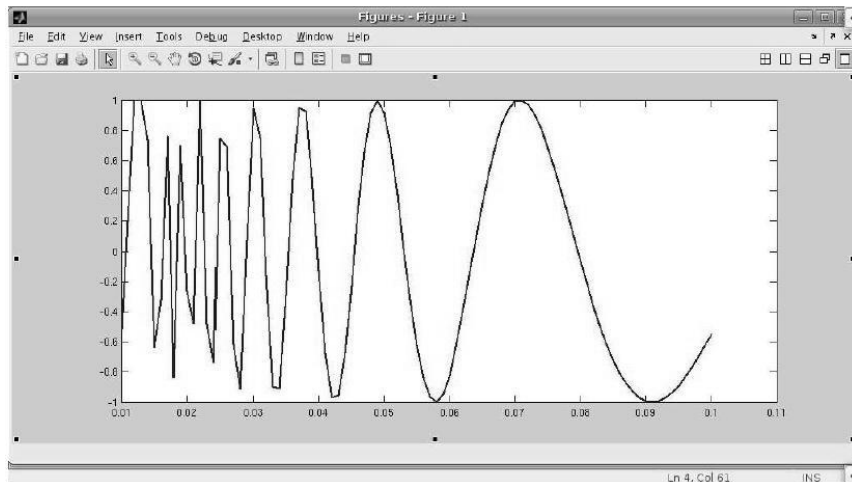 Figures - Figure 1
File Edit View Insert Tools Debug Desktop Window Help
1
0.8
0.6
0.4
0.2
0
-0.2
-0.4
-0.6
-0.8
-1
0.01 0.02 0.03 0.04 0.05 0.06 0.07 0.08 0.09 0.1 0.11
Ln 4, Col 61 INS